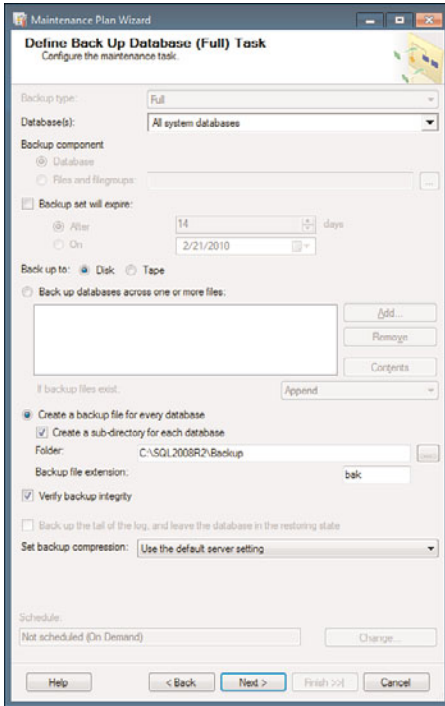 Maintenance Plan Wizard
Define Back Up Database (Full) Task
Configure the maintenance task.
Backup type: Full
Database(s): All system databases
Backup component
Database
Files and filegroups: ...
Backup set will expire:
After 14 days
On 2/21/2010
Back up to: Disk Tape
Back up databases across one or more files:
Add...
Remove
Contents
If backup files exist: Append
Create a backup file for every database
Create a sub-directory for each database
Folder: C:\SQL2008R2\Backup ...
Backup file extension: bak
Verify backup integrity
Back up the tail of the log, and leave the database in the restoring state
Set backup compression: Use the default server setting
Schedule:
Not scheduled (On Demand) Change...
Help < Back Next > Finish >>| Cancel